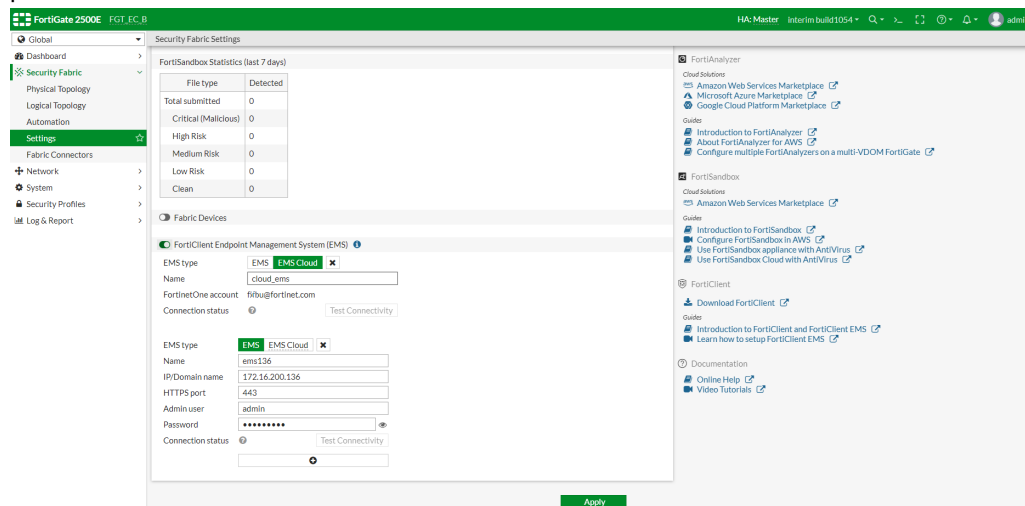 FortiGate 2500E FGT_EC_B
HA: Master interim build1054
admin
Global
Dashboard
Security Fabric
Physical Topology
Logical Topology
Automation
Settings
Fabric Connectors
Network
System
Security Profiles
Log & Report
Security Fabric Settings
FortiSandbox Statistics (last 7 days)
File type Detected
Total submitted 0
Critical (Malicious) 0
High Risk 0
Medium Risk 0
Low Risk 0
Clean 0
Fabric Devices
FortiClient Endpoint Management System (EMS)
EMS type EMS EMS Cloud
Name cloud_ems
FortinetOne account fifbu@fortinet.com
Connection status Test Connectivity
EMS type EMS EMS Cloud
Name ems136
IP/Domain name 172.16.200.136
HTTPS port 443
Admin user admin
Password •••••••••
Connection status Test Connectivity
Apply
FortiAnalyzer
Cloud Solutions
Amazon Web Services Marketplace
Microsoft Azure Marketplace
Google Cloud Platform Marketplace
Guides
Introduction to FortiAnalyzer
About FortiAnalyzer for AWS
Configure multiple FortiAnalyzers on a multi-VDOM FortiGate
FortiSandbox
Cloud Solutions
Amazon Web Services Marketplace
Guides
Introduction to FortiSandbox
Configure FortiSandbox in AWS
Use FortiSandbox appliance with AntiVirus
Use FortiSandbox Cloud with AntiVirus
FortiClient
Download FortiClient
Guides
Introduction to FortiClient and FortiClient EMS
Learn how to setup FortiClient EMS
Documentation
Online Help
Video Tutorials